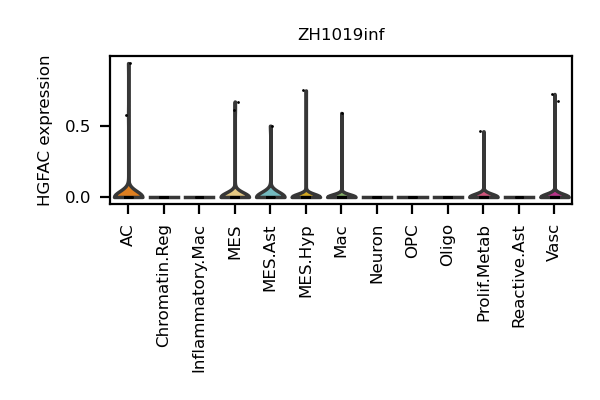 ZH1019inf
HGFAC expression
0.5
0.0
AC
Chromatin.Reg
Inflammatory.Mac
MES
MES.Ast
MES.Hyp
Mac
Neuron
OPC
Oligo
Prolif.Metab
Reactive.Ast
Vasc